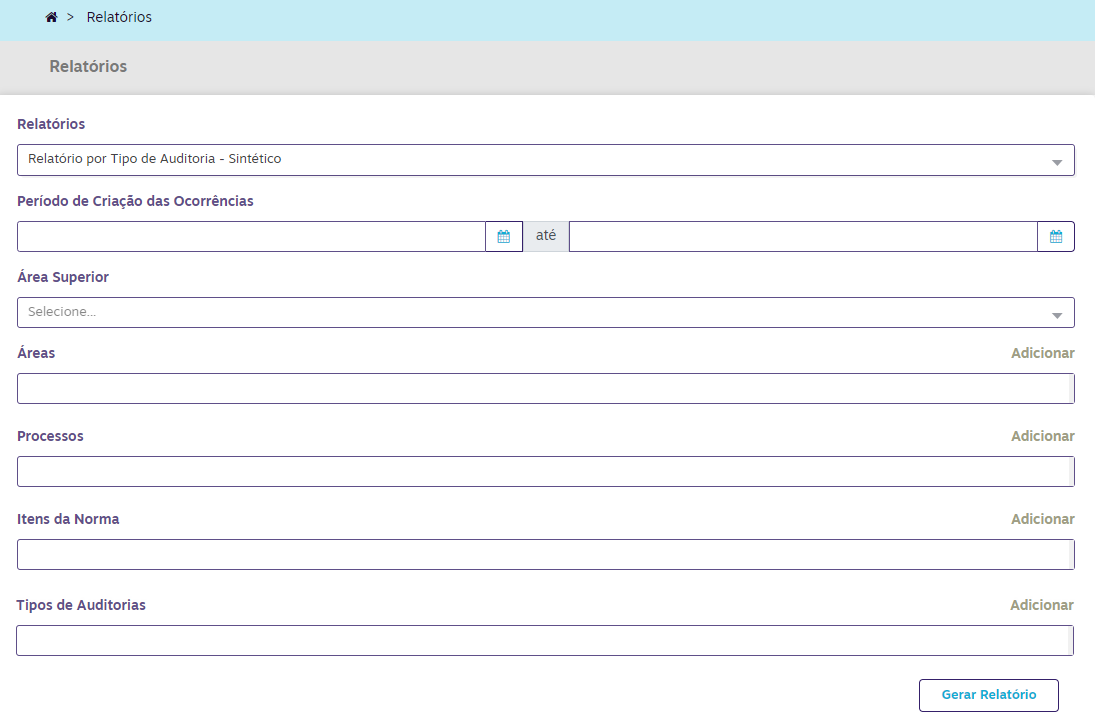 > Relatórios
Relatórios
Relatórios
Relatório por Tipo de Auditoria - Sintético
Período de Criação das Ocorrências
até
Área Superior
Selecione...
Áreas Adicionar
Processos Adicionar
Itens da Norma Adicionar
Tipos de Auditorias Adicionar
Gerar Relatório